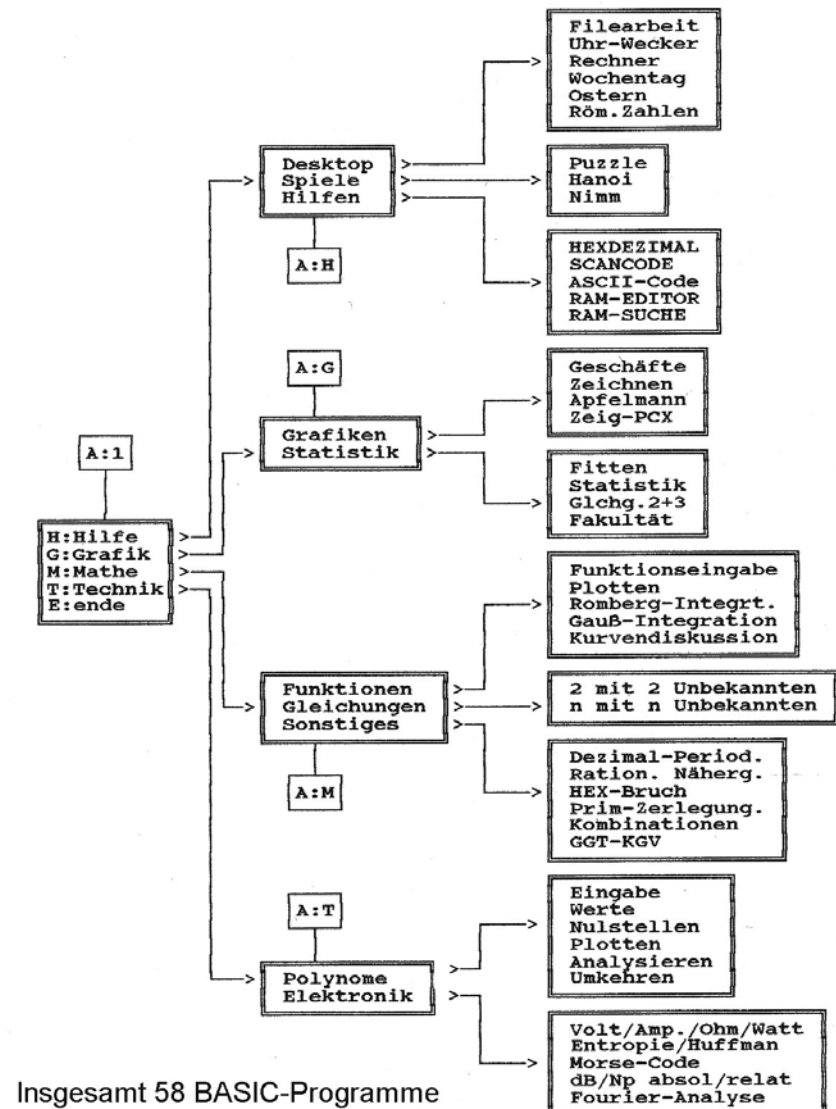 A:1
H:Hilfe >
G:Grafik >
M:Mathe >
T:Technik >
E:ende
> Desktop >
Spiele >
Hilfen >
A:H
> Filearbeit
Uhr-Wecker
Rechner
Wochentag
Ostern
Röm.Zahlen
> Puzzle
Hanoi
Nimm
> HEXDEZIMAL
SCANCODE
ASCII-Code
RAM-EDITOR
RAM-SUCHE
A:G
> Grafiken >
Statistik >
> Geschäfte
Zeichnen
Apfelmann
Zeig-PCX
> Fitten
Statistik
Glchg.2+3
Fakultät
> Funktionen >
Gleichungen >
Sonstiges >
A:M
> Funktionseingabe
Plotten
Romberg-Integrt.
Gauß-Integration
Kurvendiskussion
> 2 mit 2 Unbekannten
n mit n Unbekannten
> Dezimal-Period.
Ration. Näherg.
HEX-Bruch
Prim-Zerlegung.
Kombinationen
GGT-KGV
A:T
> Polynome >
Elektronik >
> Eingabe
Werte
Nulstellen
Plotten
Analysieren
Umkehren
> Volt/Amp./Ohm/Watt
Entropie/Huffman
Morse-Code
dB/Np absol/relat
Fourier-Analyse
Insgesamt 58 BASIC-Programme